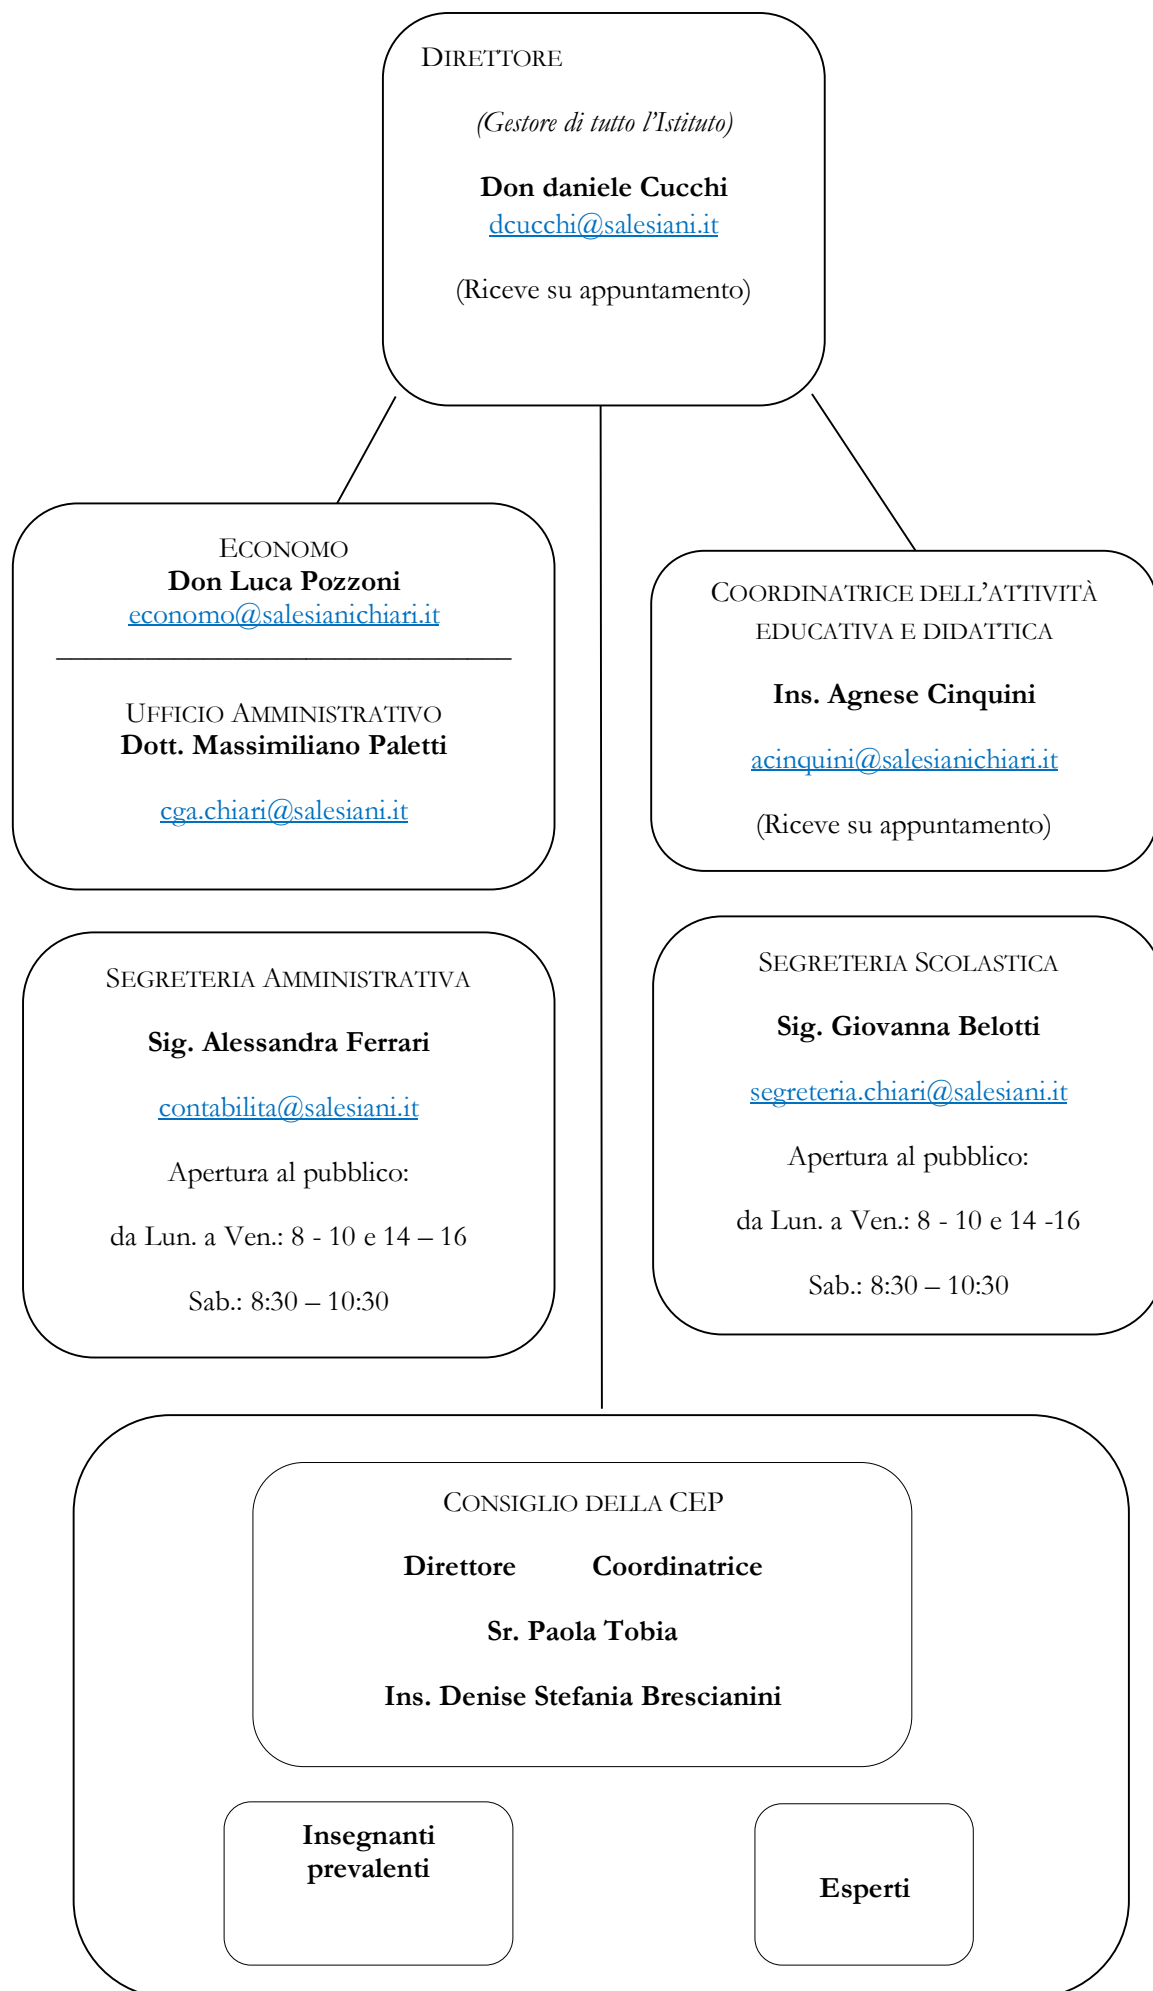 DIRETTORE
(Gestore di tutto l'Istituto)
Don daniele Cucchi
dcucchi@salesiani.it
(Riceve su appuntamento)
ECONOMO
Don Luca Pozzoni
economo@salesianichiari.it
UFFICIO AMMINISTRATIVO
Dott. Massimiliano Paletti
cga.chiari@salesiani.it
COORDINATRICE DELL'ATTIVITÀ
EDUCATIVA E DIDATTICA
Ins. Agnese Cinquini
acinquini@salesianichiari.it
(Riceve su appuntamento)
SEGRETERIA AMMINISTRATIVA
Sig. Alessandra Ferrari
contabilita@salesiani.it
Apertura al pubblico:
da Lun. a Ven.: 8 - 10 e 14 – 16
Sab.: 8:30 – 10:30
SEGRETERIA SCOLASTICA
Sig. Giovanna Belotti
segreteria.chiari@salesiani.it
Apertura al pubblico:
da Lun. a Ven.: 8 - 10 e 14 -16
Sab.: 8:30 – 10:30
CONSIGLIO DELLA CEP
Direttore Coordinatrice
Sr. Paola Tobia
Ins. Denise Stefania Brescianini
Insegnanti
prevalenti
Esperti